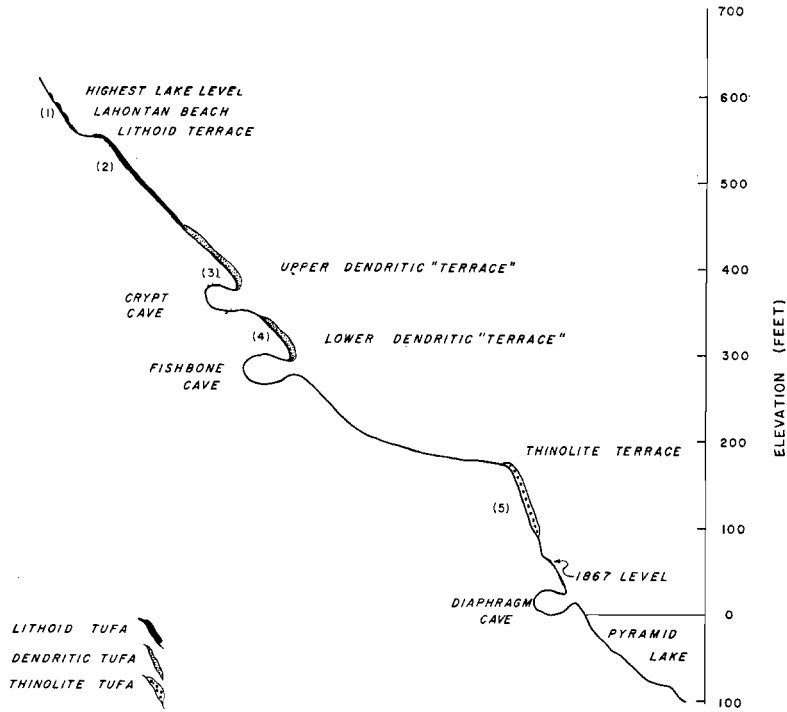 700
HIGHEST LAKE LEVEL
600
(1)
LAHONTAN BEACH
LITHOID TERRACE
(2)
500
UPPER DENDRITIC "TERRACE"
400
(3)
CRYPT
CAVE
(4)
LOWER DENDRITIC "TERRACE"
300
FISHBONE
CAVE
ELEVATION (FEET)
200
THINOLITE TERRACE
(5)
100
1867 LEVEL
DIAPHRAGM
CAVE
0
PYRAMID
LAKE
LITHOID TUFA
DENDRITIC TUFA
THINOLITE TUFA
100